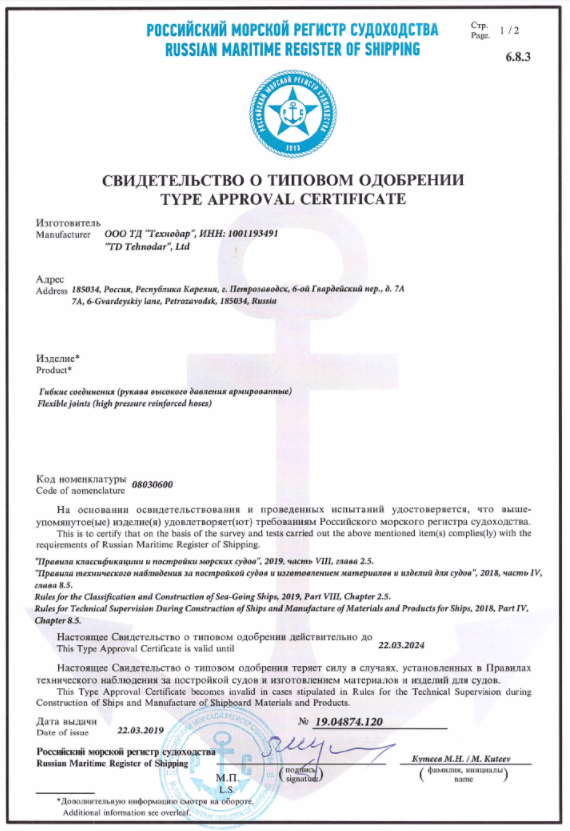 РОССИЙСКИЙ МОРСКОЙ РЕГИСТР СУДОХОДСТВА
RUSSIAN MARITIME REGISTER OF SHIPPING
Стр.
Page. 1 / 2
6.8.3
РОССИЙСКИЙ МОРСКОЙ РЕГИСТР СУДОХОДСТВА
Р С
1913
СВИДЕТЕЛЬСТВО О ТИПОВОМ ОДОБРЕНИИ
TYPE APPROVAL CERTIFICATE
Изготовитель
Manufacturer ООО ТД "Технодар", ИНН: 1001193491
"TD Tehnodar", Ltd
Адрес
Address 185034, Россия, Республика Карелия, г. Петрозаводск, 6-ой Гвардейский пер., д. 7А
7A, 6-Gvardeyskiy lane, Petrozavodsk, 185034, Russia
Изделие*
Product*
Гибкие соединения (рукава высокого давления армированные)
Flexible joints (high pressure reinforced hoses)
Код номенклатуры
Code of nomenclature 08030600
На основании освидетельствования и проведенных испытаний удостоверяется, что выше-
упомянутое(ые) изделие(я) удовлетворяет(ют) требованиям Российского морского регистра судоходства.
This is to certify that on the basis of the survey and tests carried out the above mentioned item(s) complies(ly) with the
requirements of Russian Maritime Register of Shipping.
"Правила классификации и постройки морских судов", 2019, часть VIII, глава 2.5.
"Правила технического наблюдения за постройкой судов и изготовлением материалов и изделий для судов", 2018, часть IV,
глава 8.5.
Rules for the Classification and Construction of Sea-Going Ships, 2019, Part VIII, Chapter 2.5.
Rules for Technical Supervision During Construction of Ships and Manufacture of Materials and Products for Ships, 2018, Part IV,
Chapter 8.5.
Настоящее Свидетельство о типовом одобрении действительно до
This Type Approval Certificate is valid until 22.03.2024
Настоящее Свидетельство о типовом одобрении теряет силу в случаях, установленных в Правилах
технического наблюдения за постройкой судов и изготовлением материалов и изделий для судов.
This Type Approval Certificate becomes invalid in cases stipulated in Rules for the Technical Supervision during
Construction of Ships and Manufacture of Shipboard Materials and Products.
Дата выдачи
Date of issue 22.03.2019
№ 19.04874.120
Российский морской регистр судоходства
Russian Maritime Register of Shipping
М.П.
L.S.
(подпись)
signature
Кутеев М.Н. / M. Kuteev
(фамилия, инициалы)
name
*Дополнительную информацию смотри на обороте.
Additional information see overleaf.